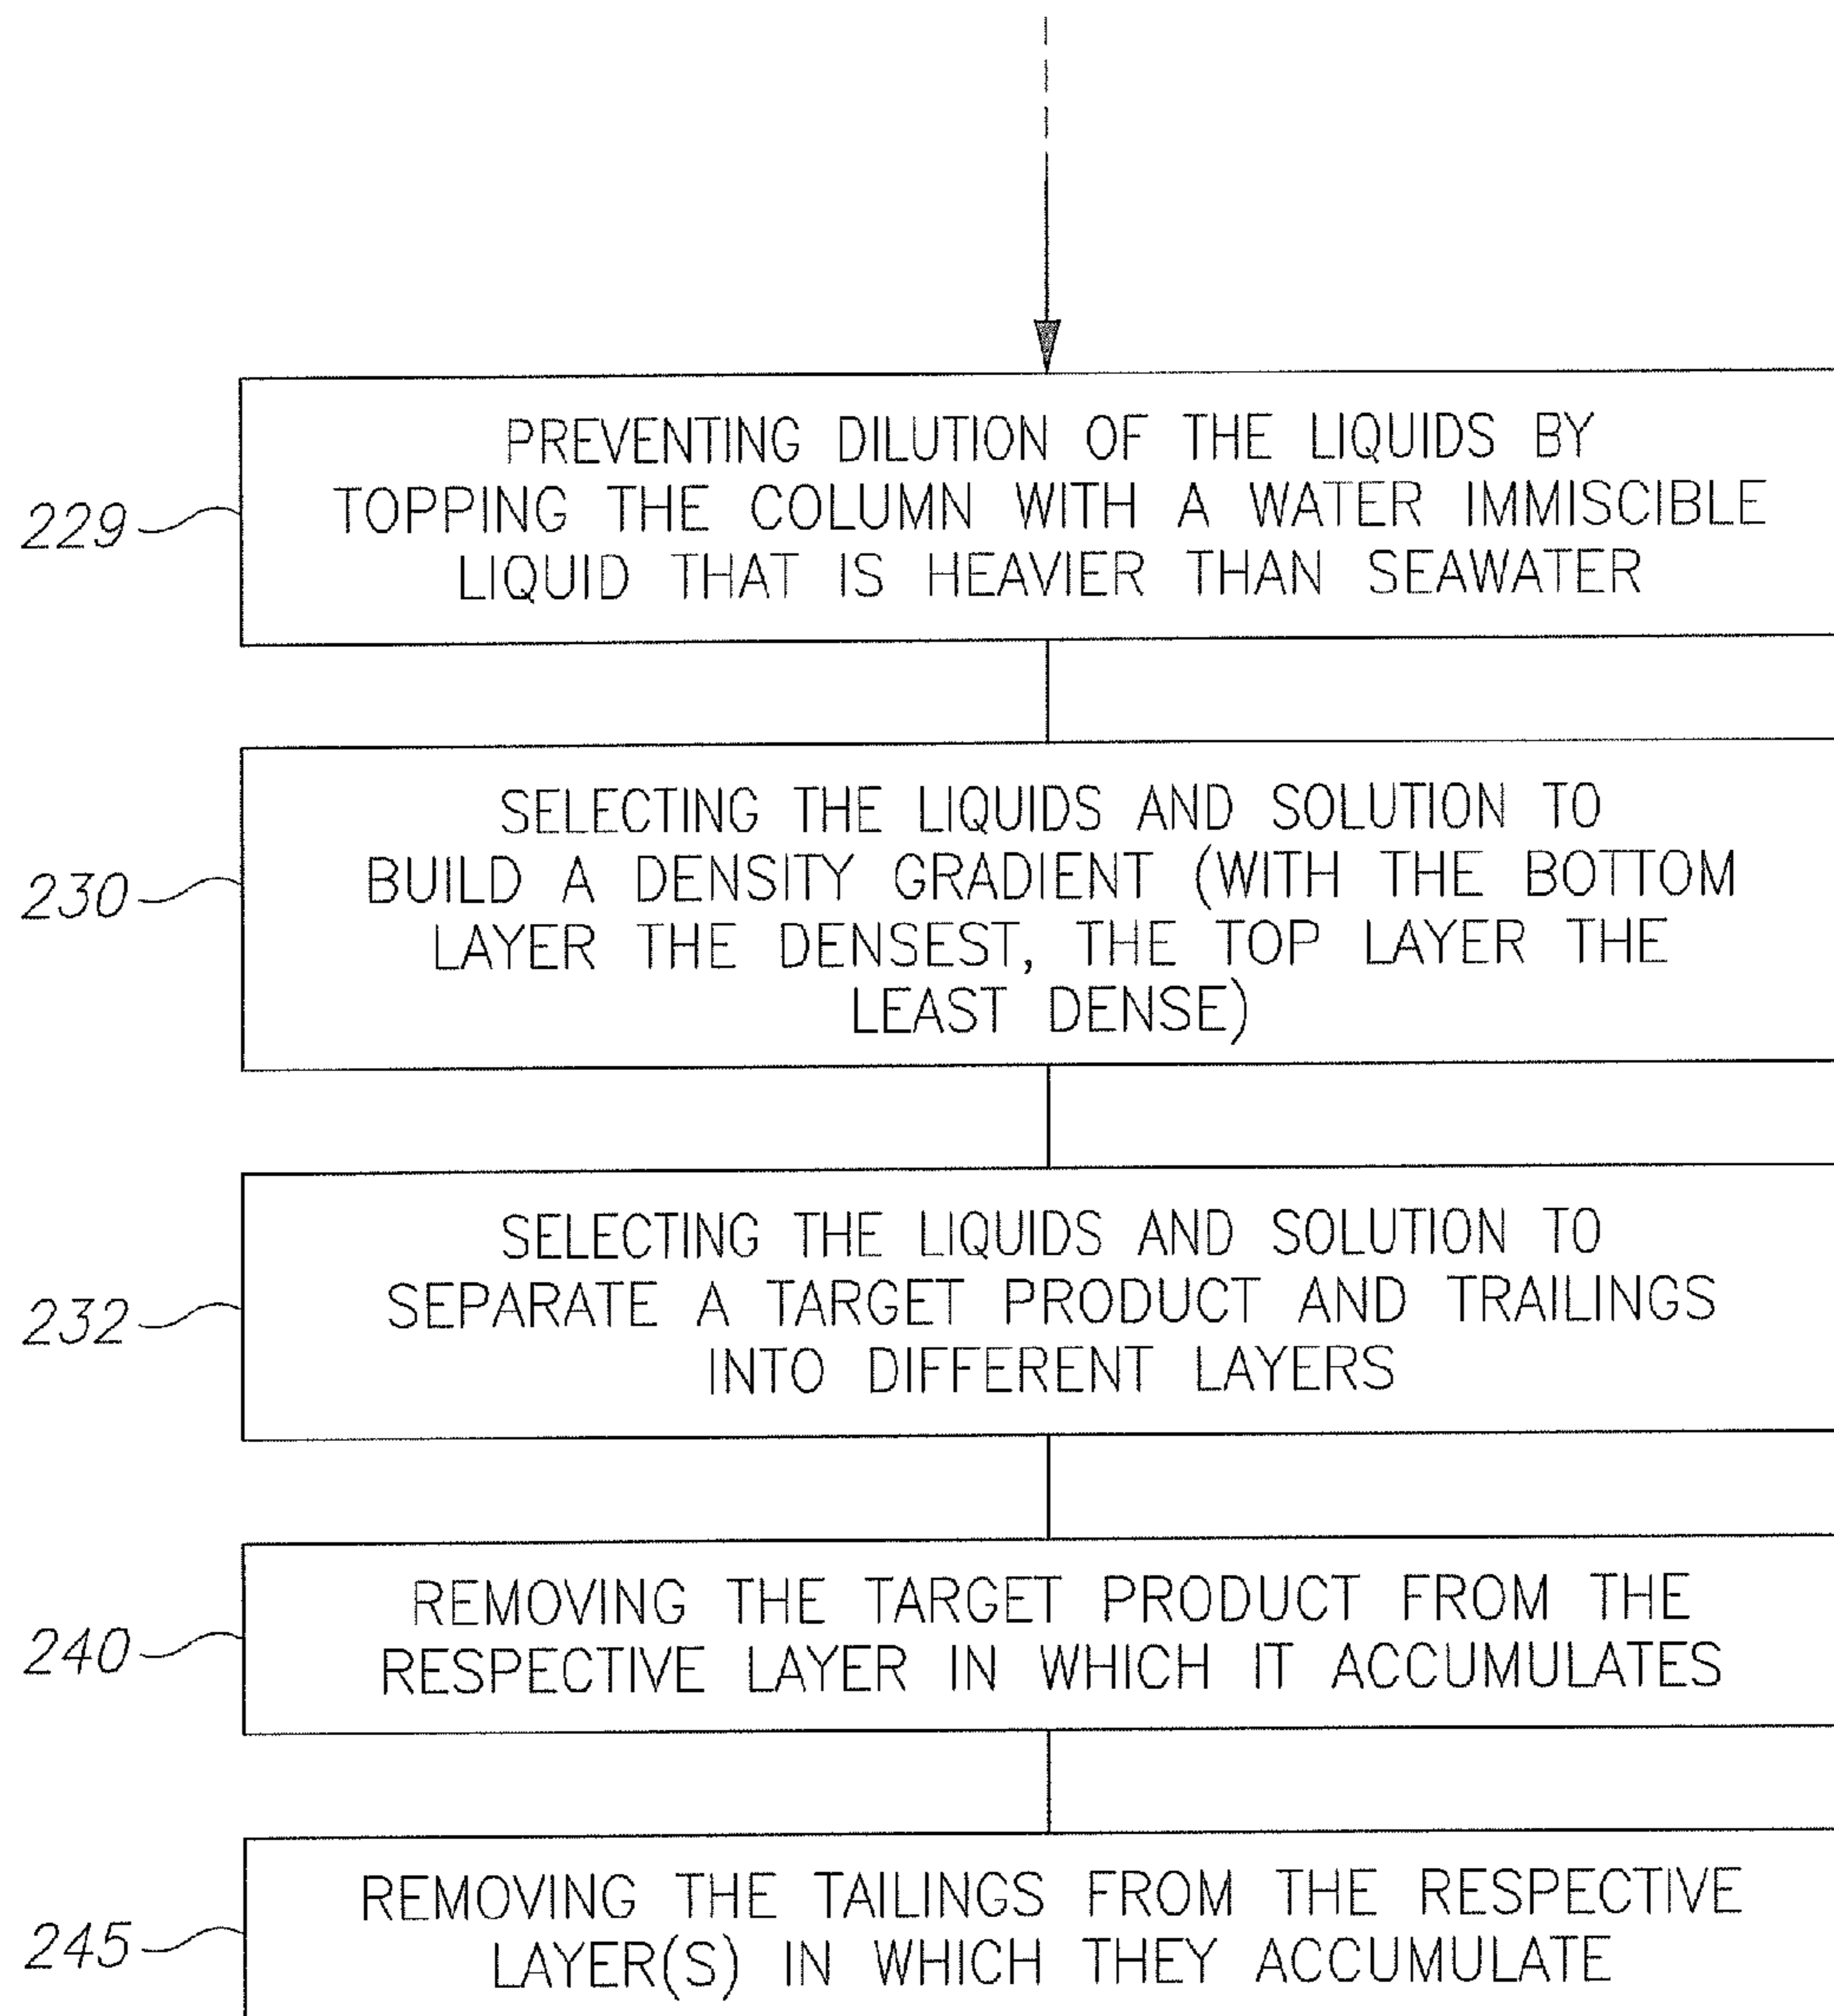 229
PREVENTING DILUTION OF THE LIQUIDS BY
TOPPING THE COLUMN WITH A WATER IMMISCIBLE
LIQUID THAT IS HEAVIER THAN SEAWATER
230
SELECTING THE LIQUIDS AND SOLUTION TO
BUILD A DENSITY GRADIENT (WITH THE BOTTOM
LAYER THE DENSEST, THE TOP LAYER THE
LEAST DENSE)
232
SELECTING THE LIQUIDS AND SOLUTION TO
SEPARATE A TARGET PRODUCT AND TRAILINGS
INTO DIFFERENT LAYERS
240
REMOVING THE TARGET PRODUCT FROM THE
RESPECTIVE LAYER IN WHICH IT ACCUMULATES
245
REMOVING THE TAILINGS FROM THE RESPECTIVE
LAYER(S) IN WHICH THEY ACCUMULATE